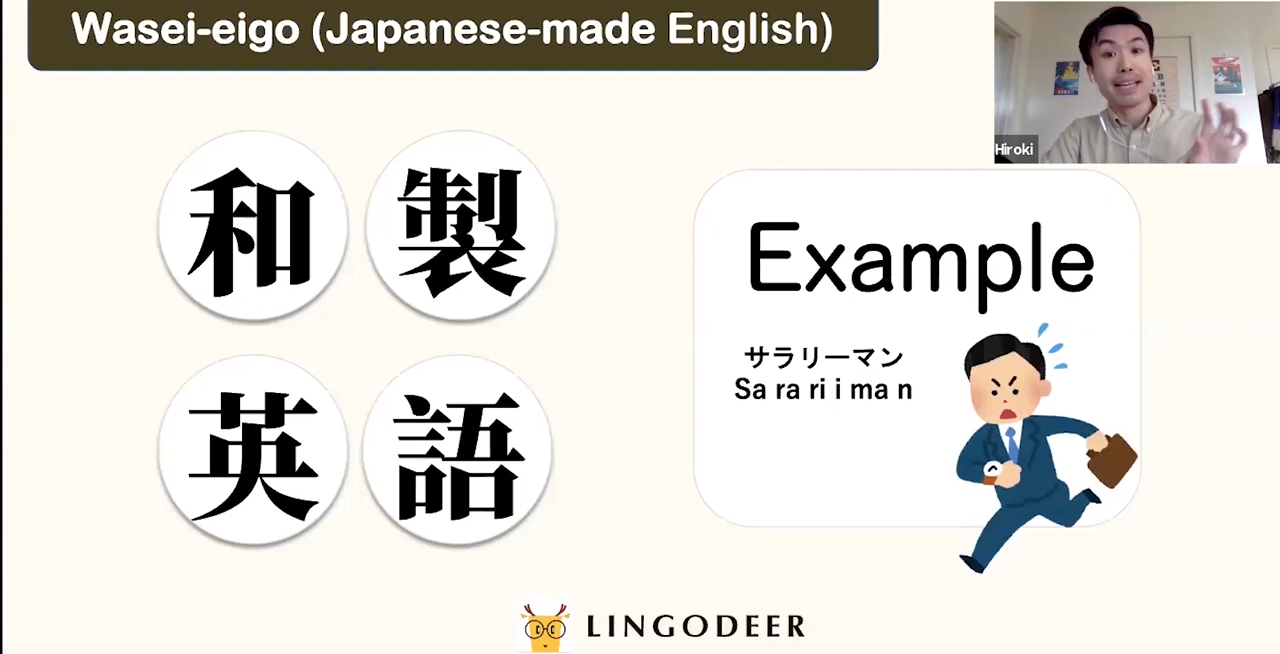 Wasei-eigo (Japanese-made English)
和製
英語
Example
サラリーマン
Sa ra ri i ma n
Hiroki
LINGODEER